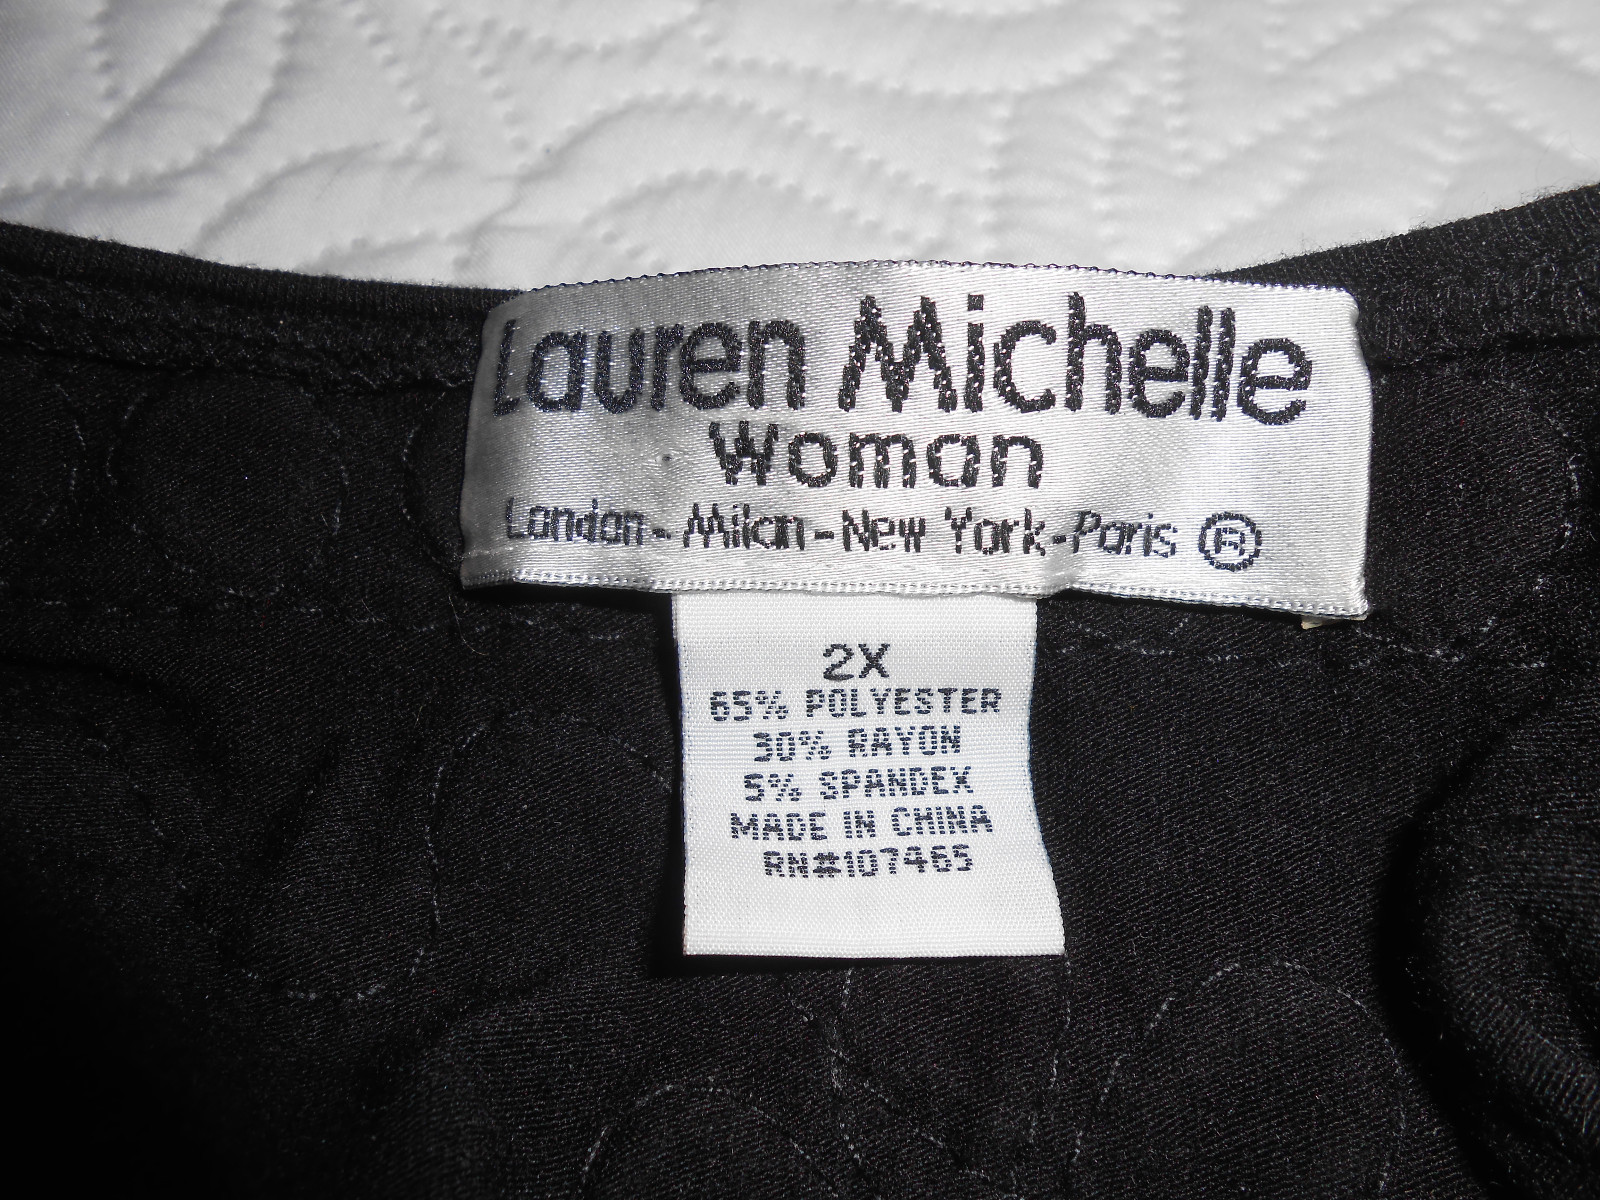 Lauren Michelle
Woman
London-Milan-New York-Paris ®
2X
65% POLYESTER
30% RAYON
5% SPANDEX
MADE IN CHINA
RN#107465